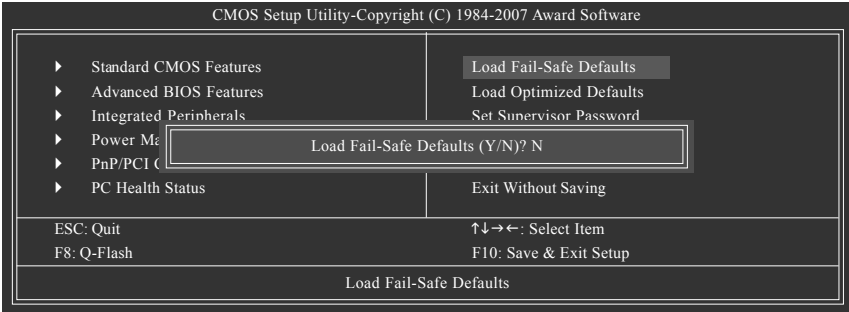 CMOS Setup Utility-Copyright (C) 1984-2007 Award Software
Standard CMOS Features
Advanced BIOS Features
Integrated Peripherals
Power Ma
PnP/PCI
PC Health Status
Load Fail-Safe Defaults
Load Optimized Defaults
Set Supervisor Password
Load Fail-Safe Defaults (Y/N)? N
Exit Without Saving
ESC: Quit
F8: Q-Flash
↑↓→←: Select Item
F10: Save & Exit Setup
Load Fail-Safe Defaults